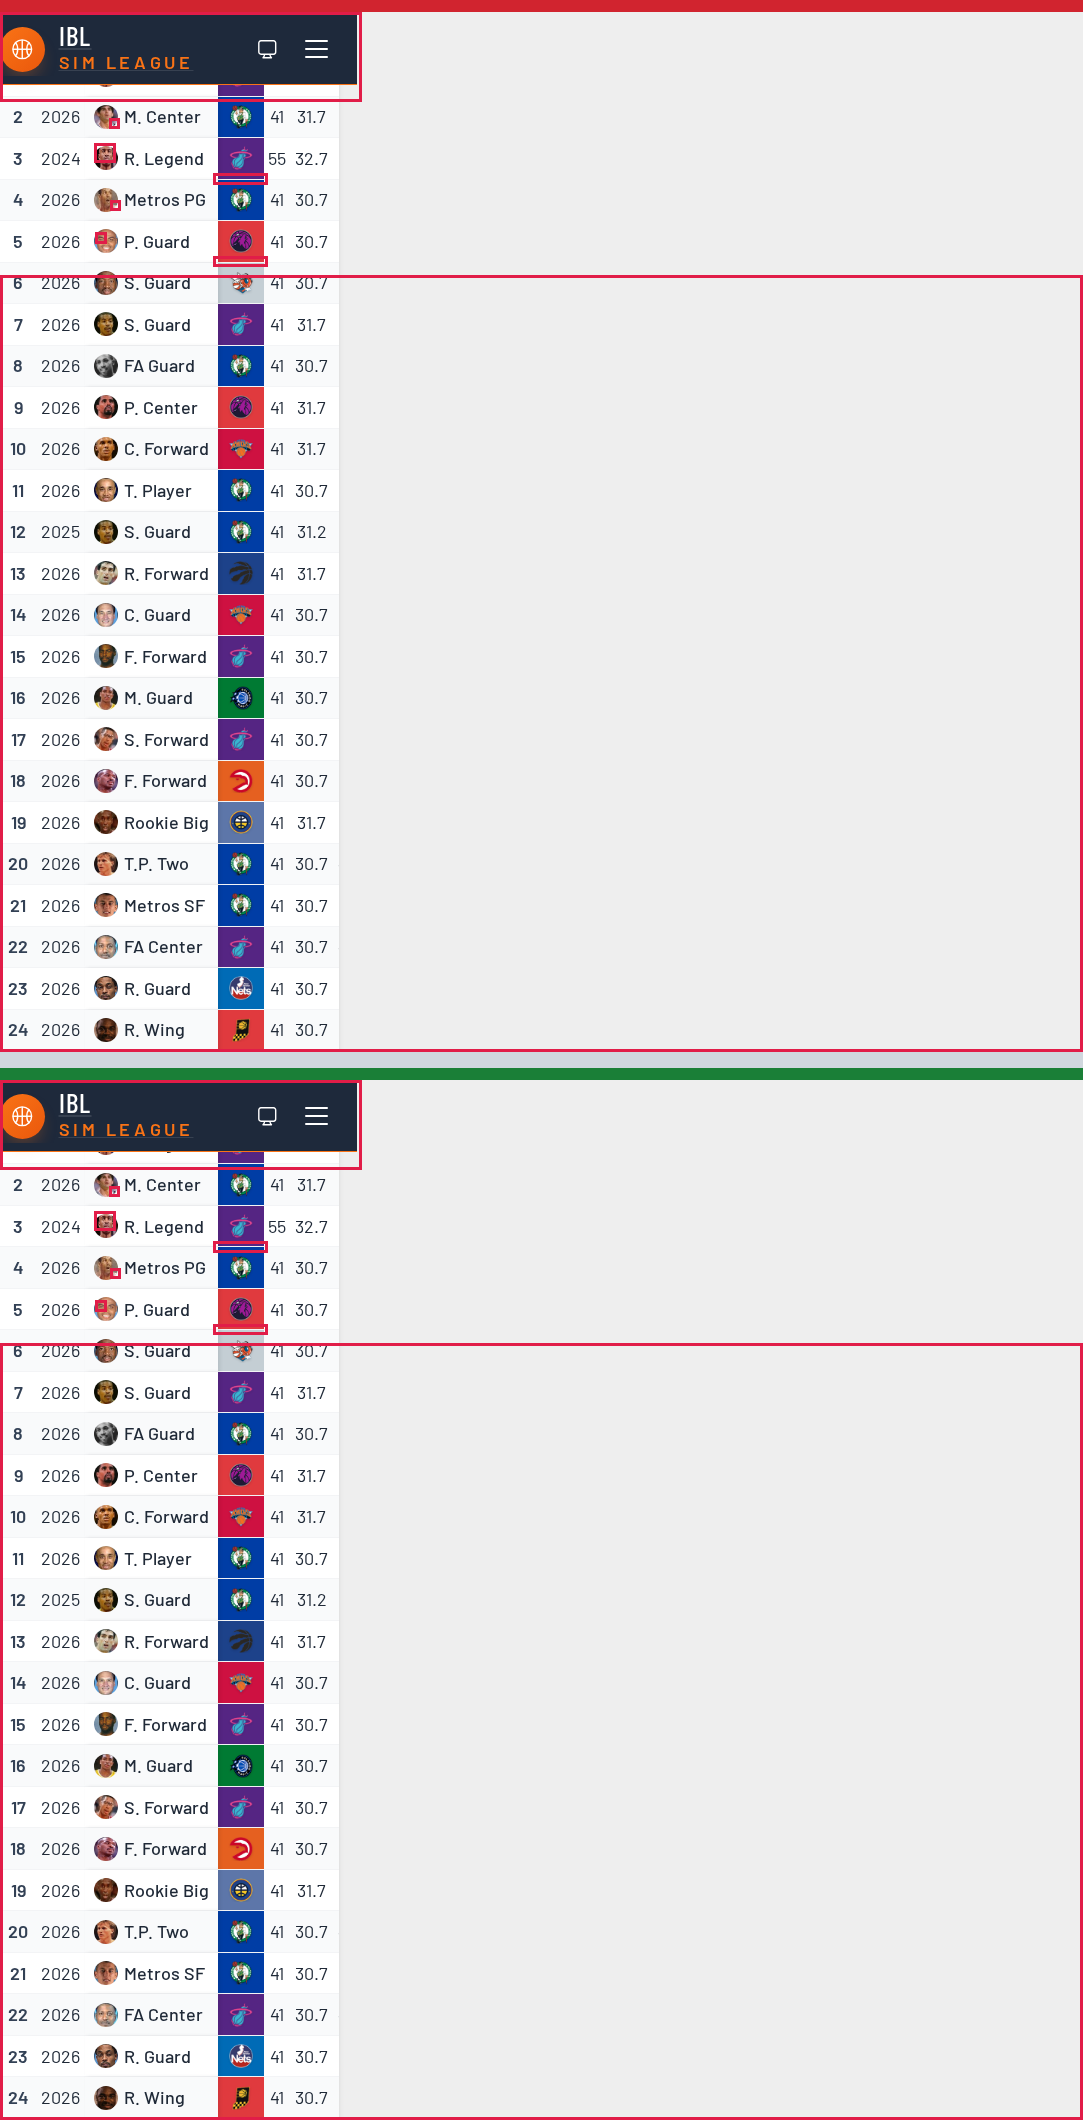 IBL
SIM LEAGUE
2 2026 M. Center 41 31.7
3 2024 R. Legend 55 32.7
4 2026 Metros PG 41 30.7
5 2026 P. Guard 41 30.7
6 2026 S. Guard 41 30.7
7 2026 S. Guard 41 31.7
8 2026 FA Guard 41 30.7
9 2026 P. Center 41 31.7
10 2026 C. Forward 41 31.7
11 2026 T. Player 41 30.7
12 2025 S. Guard 41 31.2
13 2026 R. Forward 41 31.7
14 2026 C. Guard 41 30.7
15 2026 F. Forward 41 30.7
16 2026 M. Guard 41 30.7
17 2026 S. Forward 41 30.7
18 2026 F. Forward 41 30.7
19 2026 Rookie Big 41 31.7
20 2026 T.P. Two 41 30.7
21 2026 Metros SF 41 30.7
22 2026 FA Center 41 30.7
23 2026 R. Guard Nets 41 30.7
24 2026 R. Wing 41 30.7
IBL
SIM LEAGUE
2 2026 M. Center 41 31.7
3 2024 R. Legend 55 32.7
4 2026 Metros PG 41 30.7
5 2026 P. Guard 41 30.7
6 2026 S. Guard 41 30.7
7 2026 S. Guard 41 31.7
8 2026 FA Guard 41 30.7
9 2026 P. Center 41 31.7
10 2026 C. Forward 41 31.7
11 2026 T. Player 41 30.7
12 2025 S. Guard 41 31.2
13 2026 R. Forward 41 31.7
14 2026 C. Guard 41 30.7
15 2026 F. Forward 41 30.7
16 2026 M. Guard 41 30.7
17 2026 S. Forward 41 30.7
18 2026 F. Forward 41 30.7
19 2026 Rookie Big 41 31.7
20 2026 T.P. Two 41 30.7
21 2026 Metros SF 41 30.7
22 2026 FA Center 41 30.7
23 2026 R. Guard Nets 41 30.7
24 2026 R. Wing 41 30.7